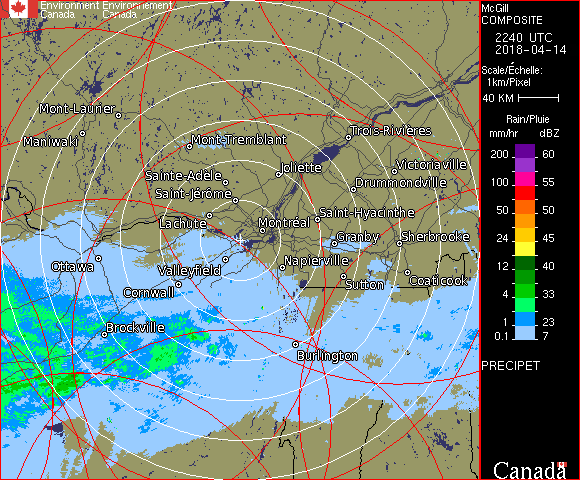 Environment Environnement
Canada Canada
McGill
COMPOSITE
2240 UTC
2018-04-14
Scale/Échelle:
1km/Pixel
40 KM
Rain/Pluie
mm/hr dBZ
200 60
55
100 55
50 50
24 45
12 40
4 33
1 23
0.1 7
PRECIPET
Mont-Laurier
Maniwaki
Mont-Tremblant
Trois-Rivières
Joliette
Victoriaville
Sainte-Adèle
Drummondville
Saint-Jérôme
Lachute
Saint-Hyacinthe
Montréal
Granby
Sherbrooke
Ottawa
Valleyfield
Napierville
Cornwall
Sutton
Coaticook
Brockville
Burlington
Canada